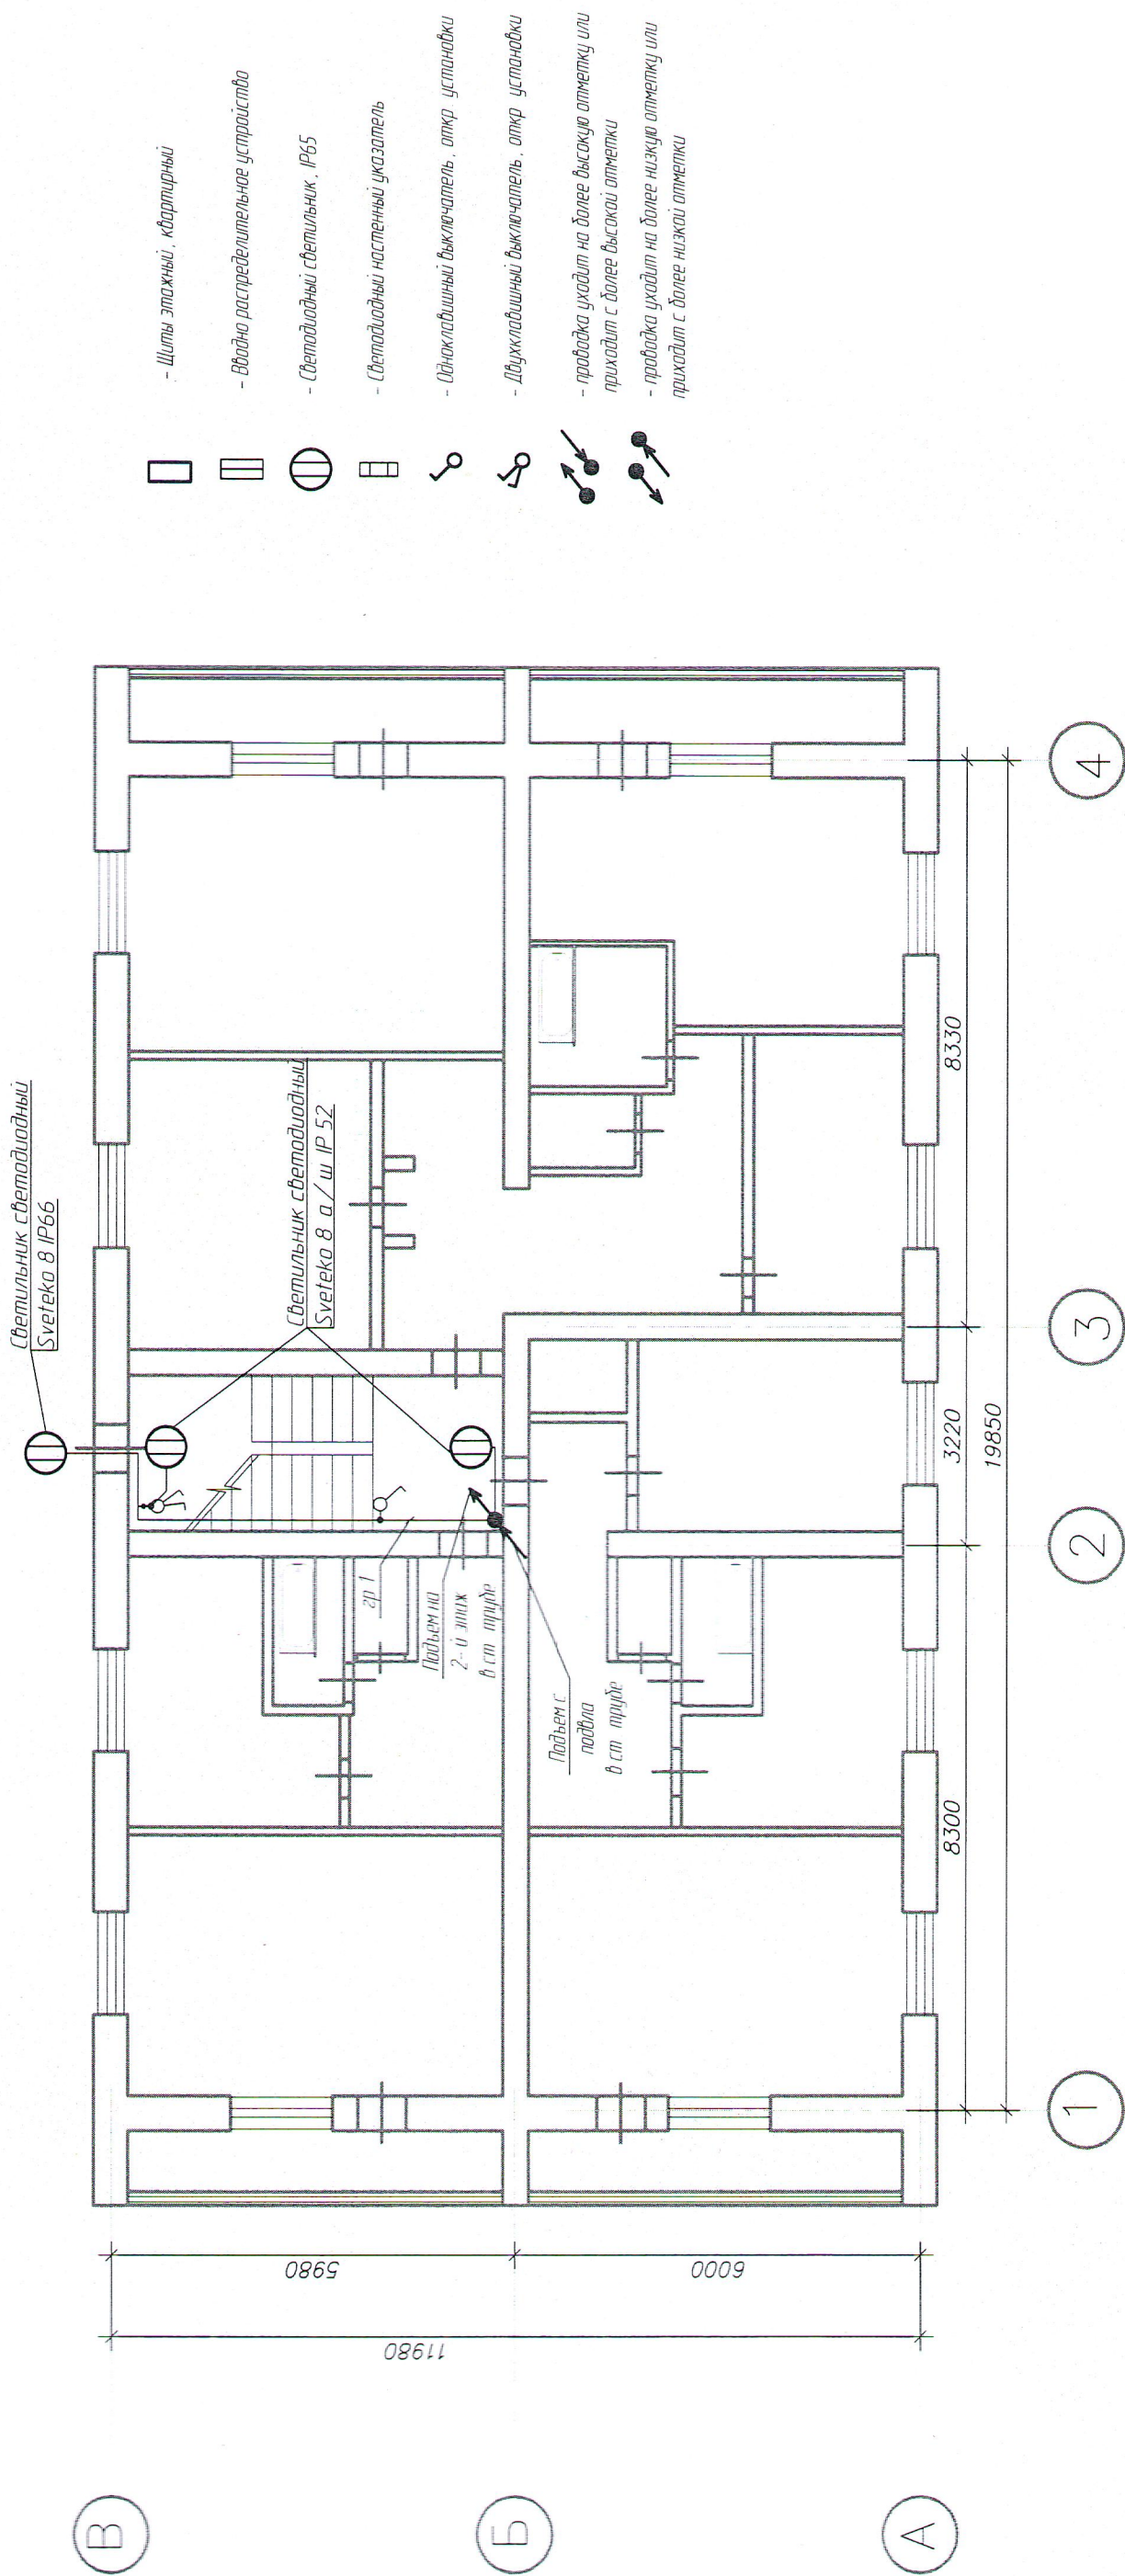 Светильник светодиодный
Sveteko 8 IP66
Светильник светодиодный
Sveteko 8 а/ш IP 52
гр 1
Подъем на
2-й этаж
в ст трубе
Подъем с
подвла
в ст трубе
- Щиты этажный, квартирный
- Вводно распределительное устройство
- Светодиодный светильник, IP65
- Светодиодный настенный указатель
- Одноклавишный выключатель, откр установки
- Двухклавишный выключатель, откр установки
- проводка уходит на более высокую отметку или
приходит с более высокой отметки
- проводка уходит на более низкую отметку или
приходит с более низкой отметки
5980
6000
11980
8300
3220
8330
19850
В
Б
А
1
2
3
4